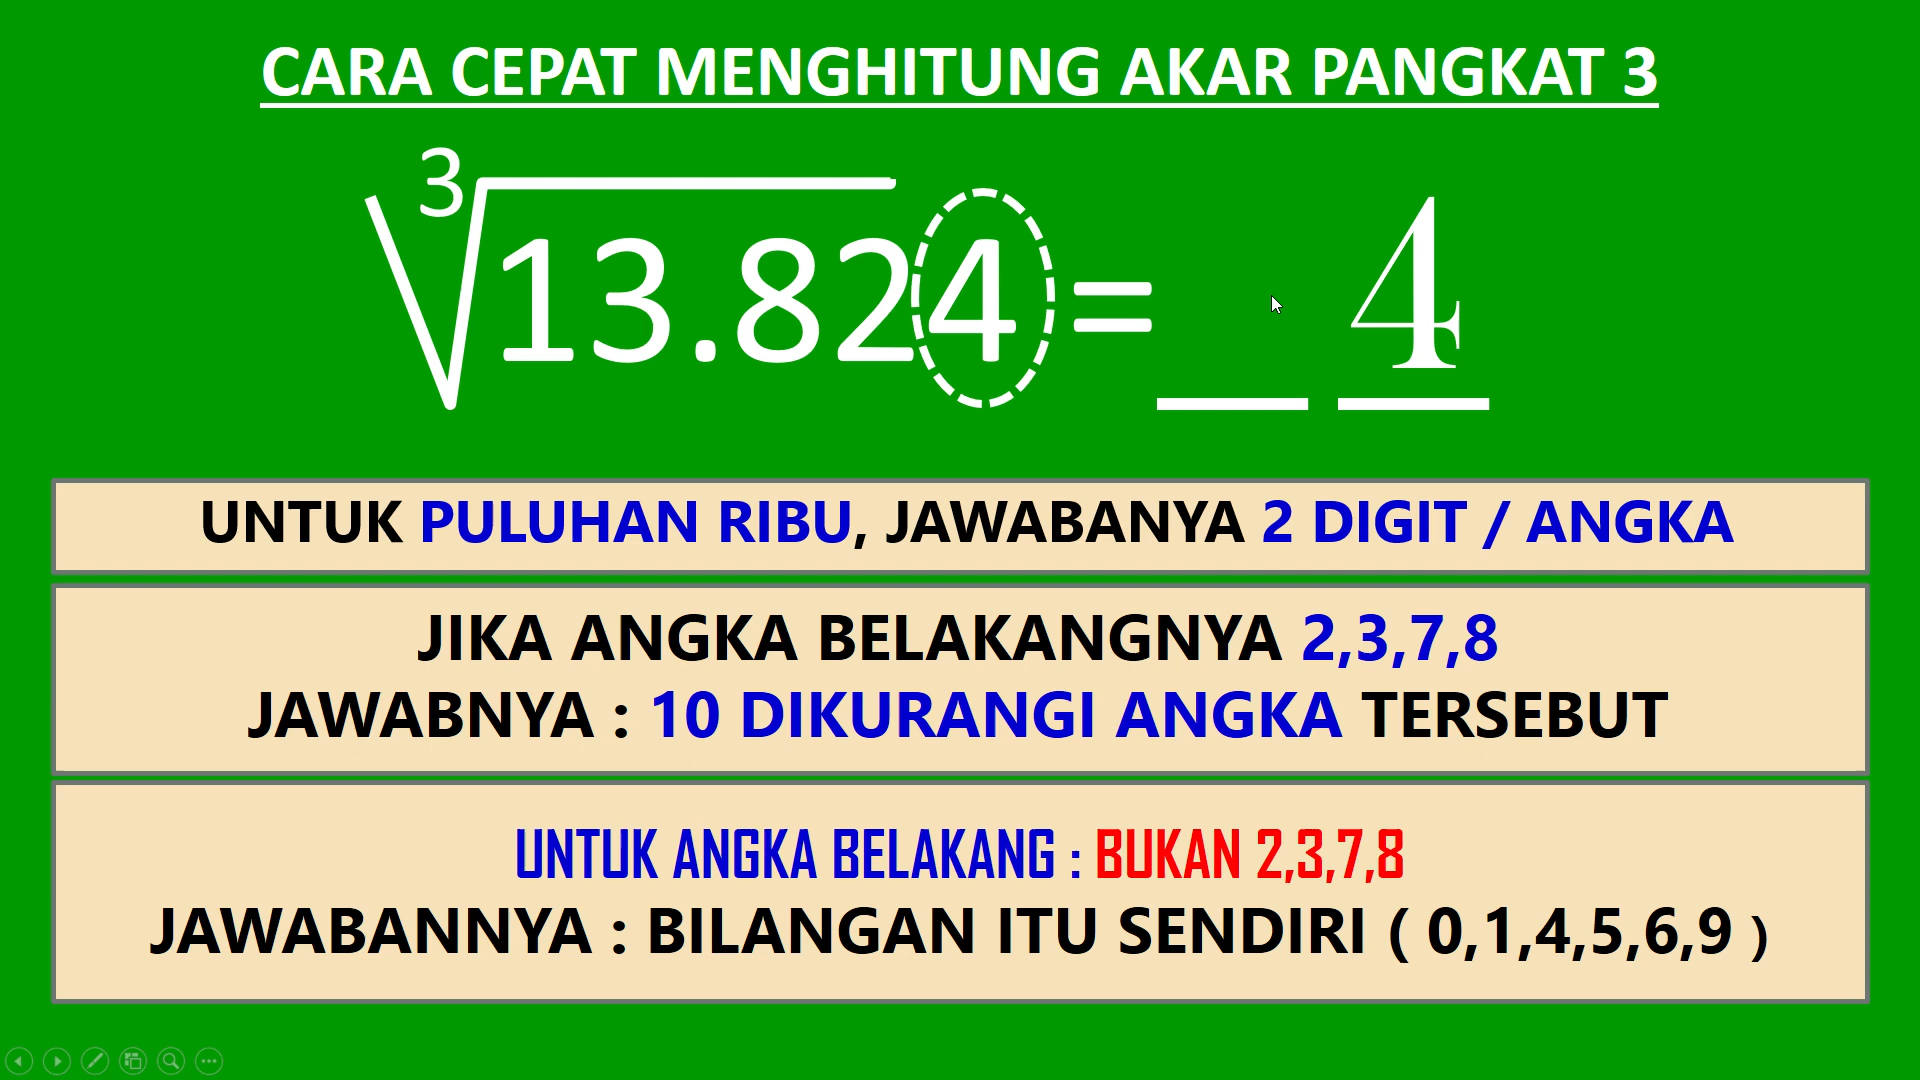 CARA CEPAT MENGHITUNG AKAR PANGKAT 3
3√13.824 = __ 4
UNTUK PULUHAN RIBU, JAWABANYA 2 DIGIT / ANGKA
JIKA ANGKA BELAKANGNYA 2,3,7,8
JAWABNYA : 10 DIKURANGI ANGKA TERSEBUT
UNTUK ANGKA BELAKANG : BUKAN 2,3,7,8
JAWABANNYA : BILANGAN ITU SENDIRI ( 0,1,4,5,6,9 )